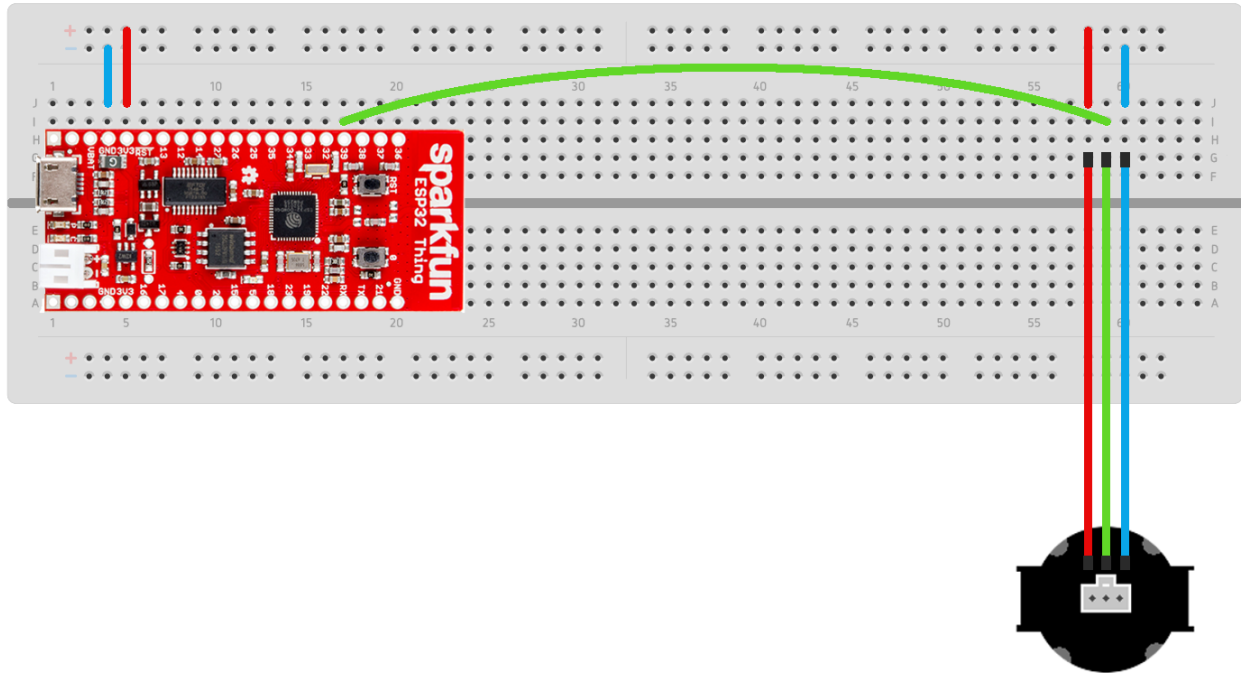 + +
− −
1 5 10 15 20 25 30 35 40 45 50 55 60
J J
I I
H H
G G
F F
VBAT GND 3V3 RST 13 12 14 27 26 25 35 34 33 32 39 38 37 36
G
RST
0
sparkfun
ESP32 Thing
E E
D D
C C
B B
A A
GND 3V3 16 17 4 0 2 15 5 18 23 19 22 RX TX 21 GND
1 5 10 15 20 25 30 35 40 45 50 55 60
+ +
− −